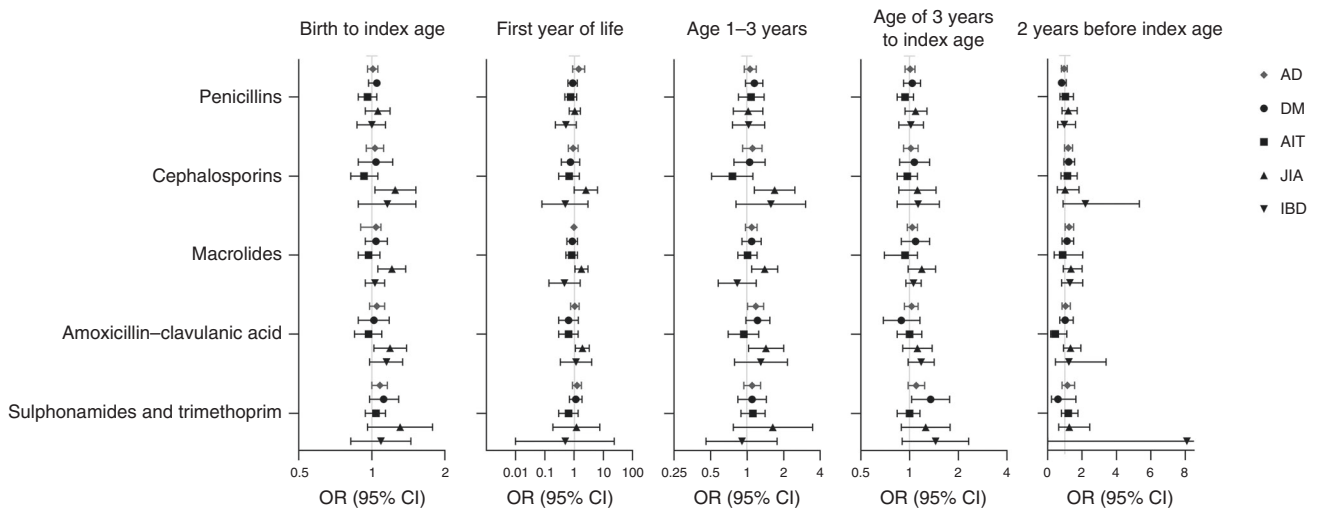 Birth to index age
First year of life
Age 1–3 years
Age of 3 years
to index age
2 years before index age
Penicillins
Cephalosporins
Macrolides
Amoxicillin–clavulanic acid
Sulphonamides and trimethoprim
AD
DM
AIT
JIA
IBD
0.5 1 2
0.01 0.1 0 10 100
0.25 0.5 1 2 4
0.5 1 2 4
0 2 4 6 8
OR (95% CI)
OR (95% CI)
OR (95% CI)
OR (95% CI)
OR (95% CI)